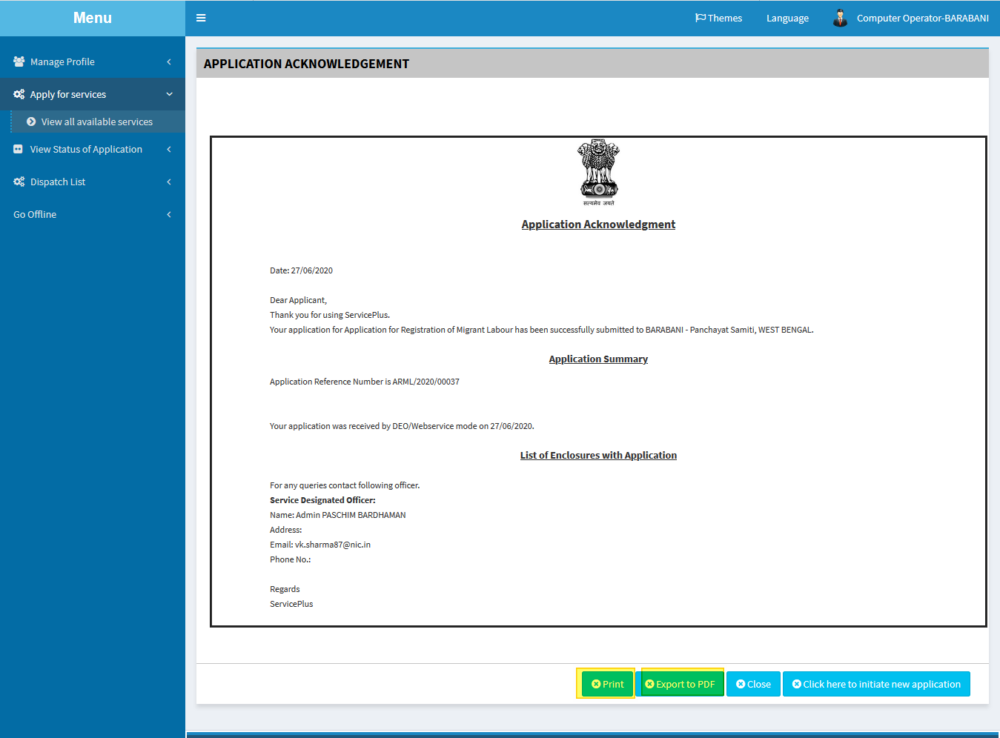 Menu
Themes
Language
Computer Operator-BARABANI
Manage Profile
Apply for services
View all available services
View Status of Application
Dispatch List
Go Offline
APPLICATION ACKNOWLEDGEMENT
सत्यमेव जयते
Application Acknowledgment
Date: 27/06/2020
Dear Applicant,
Thank you for using ServicePlus.
Your application for Application for Registration of Migrant Labour has been successfully submitted to BARABANI - Panchayat Samiti, WEST BENGAL.
Application Summary
Application Reference Number is ARML/2020/00037
Your application was received by DEO/Webservice mode on 27/06/2020.
List of Enclosures with Application
For any queries contact following officer.
Service Designated Officer:
Name: Admin PASCHIM BARDHAMAN
Address:
Email: vk.sharma87@nic.in
Phone No.:
Regards
ServicePlus
Print
Export to PDF
Close
Click here to initiate new application